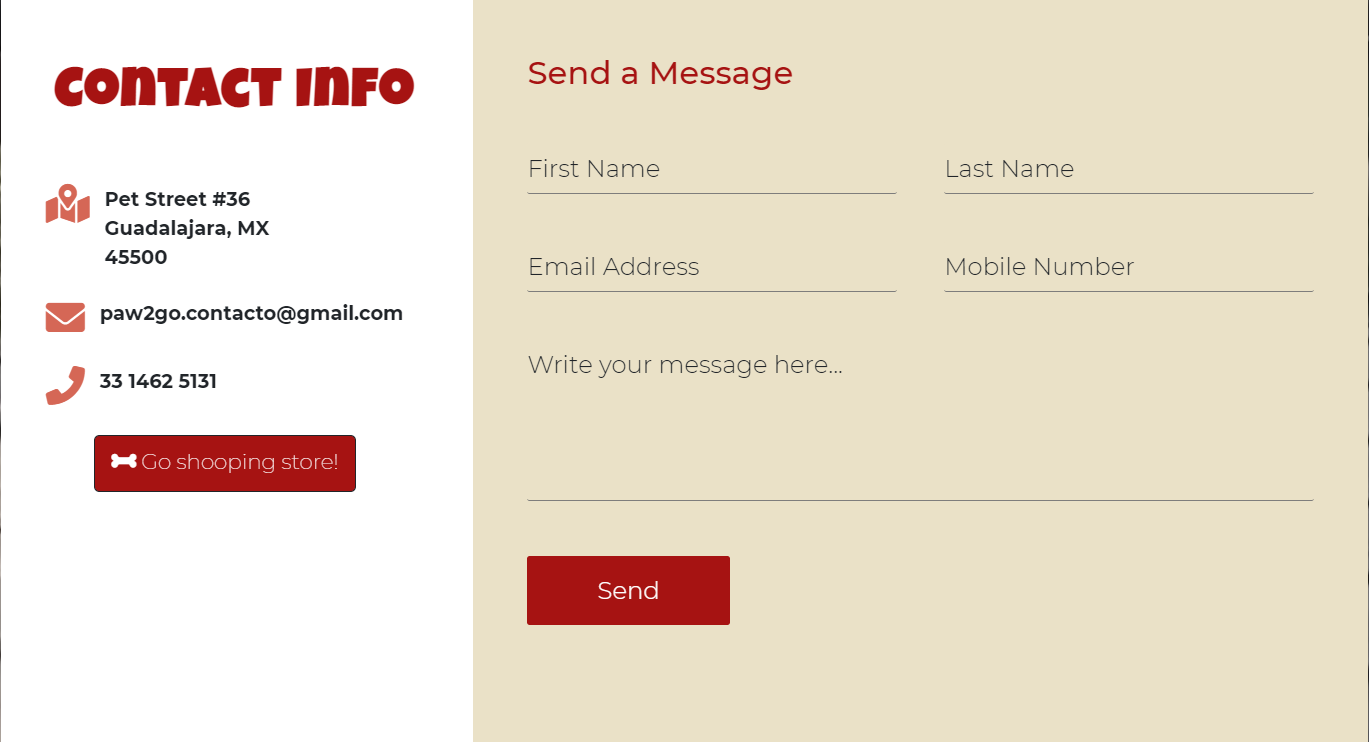 CONTACT INFO
Pet Street #36
Guadalajara, MX
45500
paw2go.contacto@gmail.com
33 1462 5131
Go shooping store!
Send a Message
First Name
Last Name
Email Address
Mobile Number
Write your message here...
Send